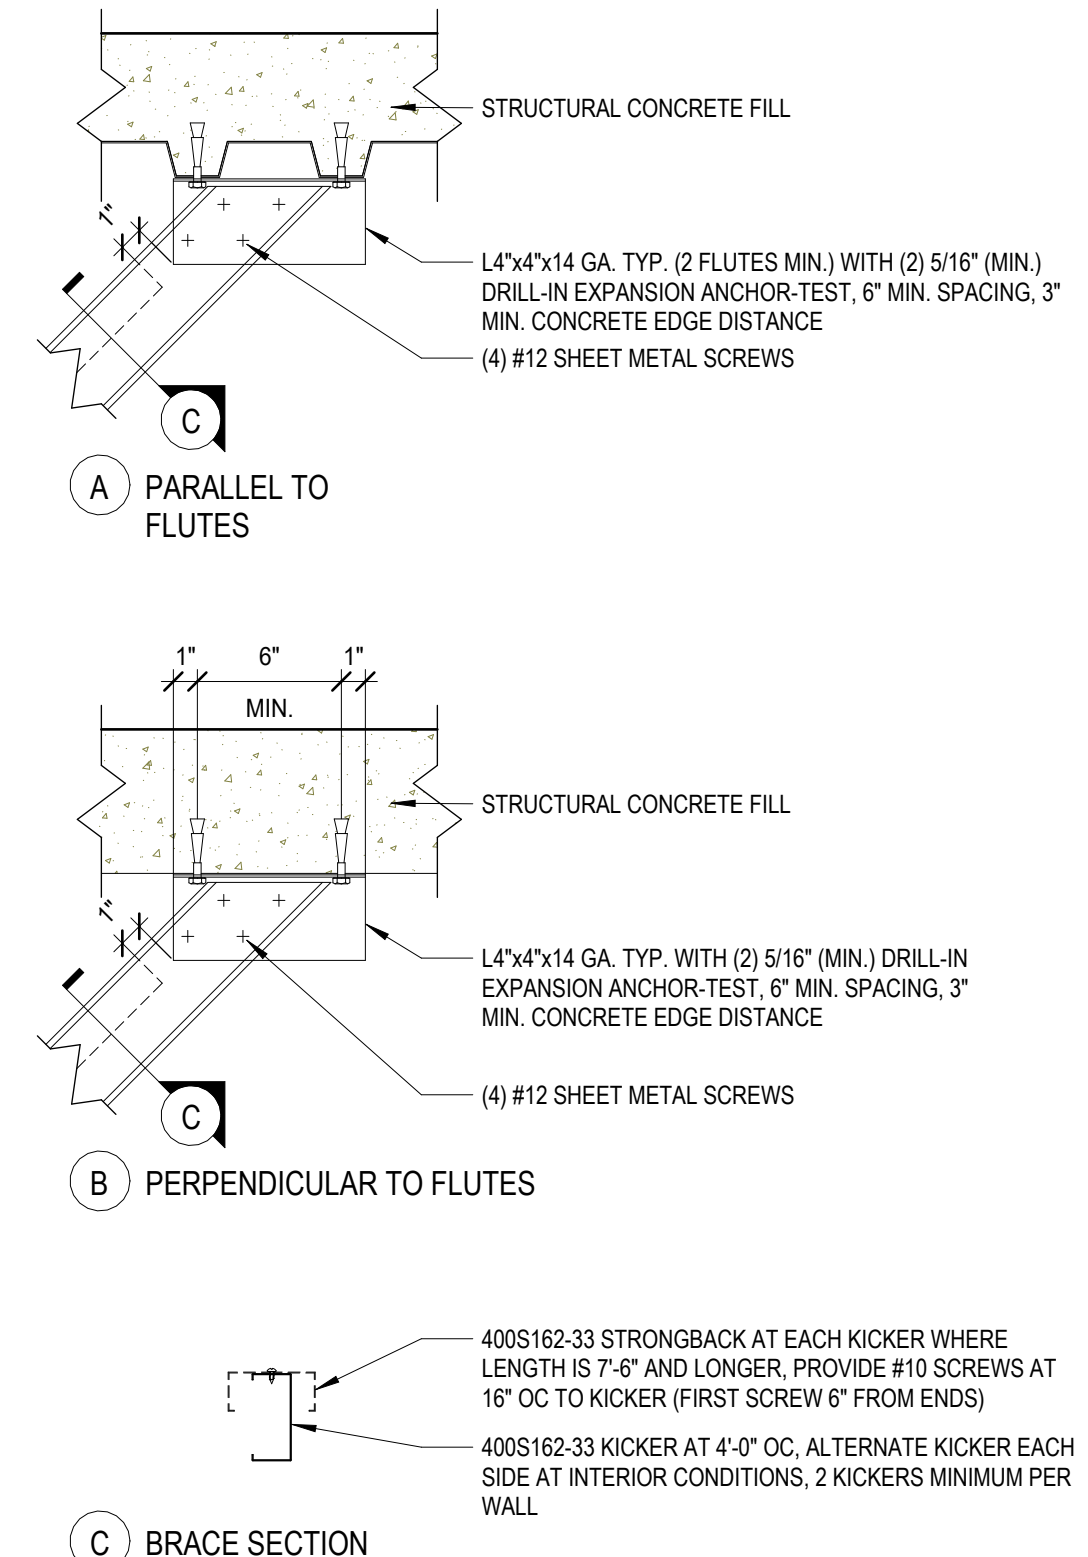 STRUCTURAL CONCRETE FILL
1"
L4"x4"x14 GA. TYP. (2 FLUTES MIN.) WITH (2) 5/16" (MIN.)
DRILL-IN EXPANSION ANCHOR-TEST, 6" MIN. SPACING, 3"
MIN. CONCRETE EDGE DISTANCE
(4) #12 SHEET METAL SCREWS
C
A PARALLEL TO
FLUTES
1" 6" 1"
MIN.
STRUCTURAL CONCRETE FILL
1"
L4"x4"x14 GA. TYP. WITH (2) 5/16" (MIN.) DRILL-IN
EXPANSION ANCHOR-TEST, 6" MIN. SPACING, 3"
MIN. CONCRETE EDGE DISTANCE
(4) #12 SHEET METAL SCREWS
C
B PERPENDICULAR TO FLUTES
400S162-33 STRONGBACK AT EACH KICKER WHERE
LENGTH IS 7'-6" AND LONGER, PROVIDE #10 SCREWS AT
16" OC TO KICKER (FIRST SCREW 6" FROM ENDS)
400S162-33 KICKER AT 4'-0" OC, ALTERNATE KICKER EACH
SIDE AT INTERIOR CONDITIONS, 2 KICKERS MINIMUM PER
WALL
C BRACE SECTION